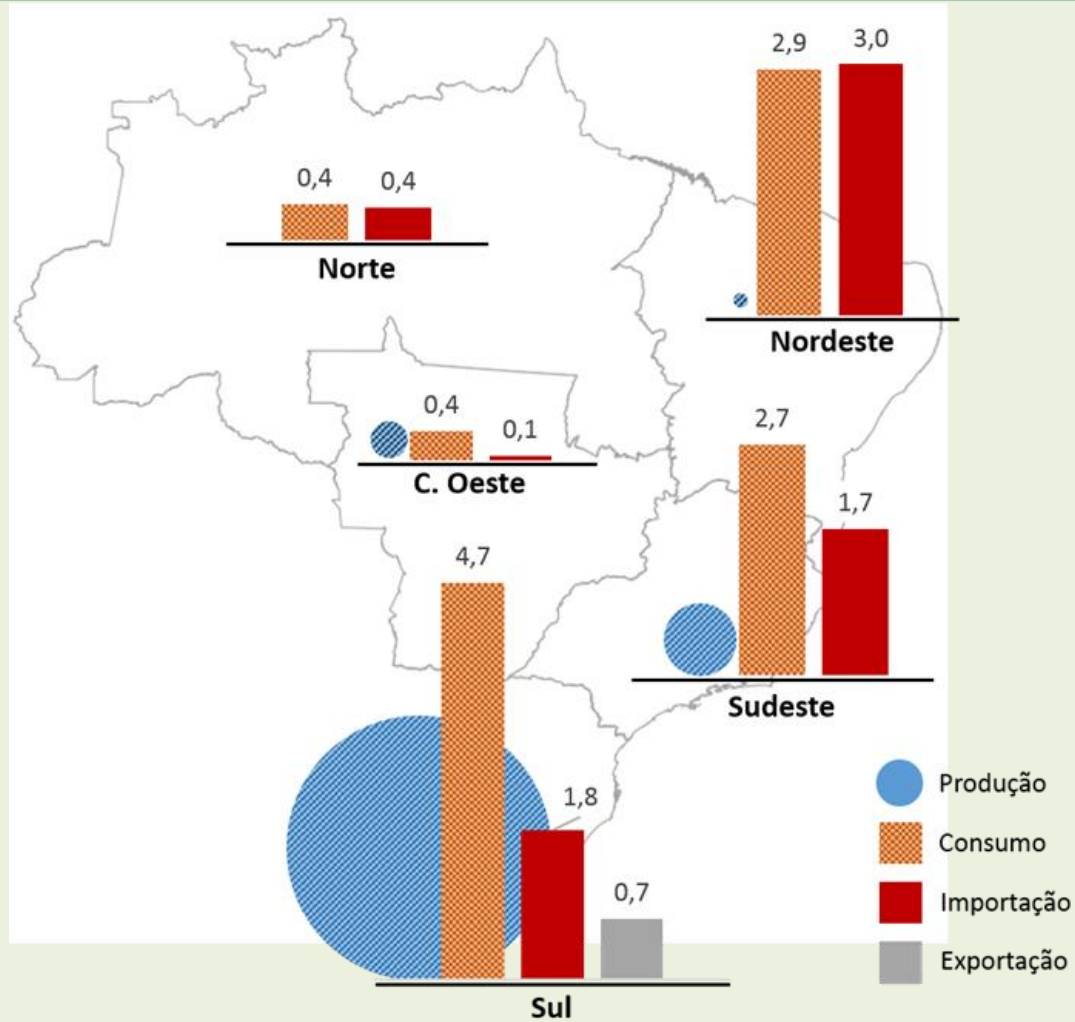 2,9
3,0
Nordeste
0,4
0,4
Norte
0,4
0,1
C. Oeste
2,7
1,7
Sudeste
4,7
1,8
0,7
Sul
Produção
Consumo
Importação
Exportação